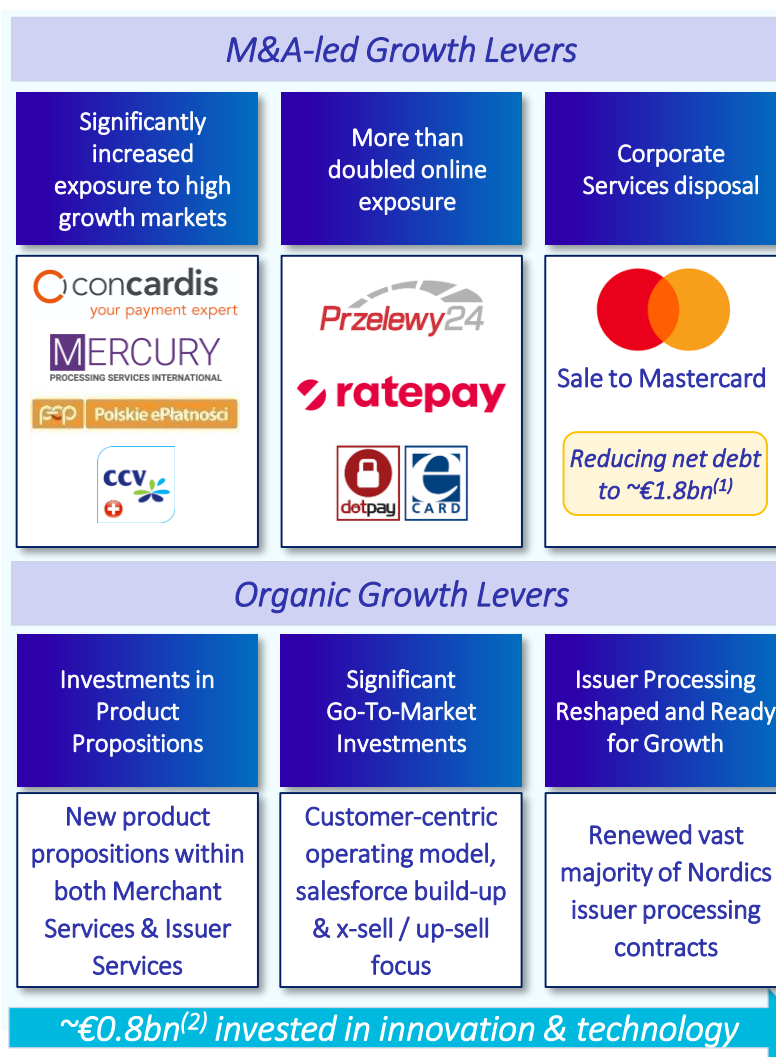 M&A-led Growth Levers
Significantly
increased
exposure to high
growth markets
More than
doubled online
exposure
Corporate
Services disposal
concardis
your payment expert
MERCURY
PROCESSING SERVICES INTERNATIONAL
pep Polskie ePłatności
CCV
Przelewy24
ratepay
dotpay
e
CARD
Sale to Mastercard
Reducing net debt
to ~€1.8bn(1)
Organic Growth Levers
Investments in
Product
Propositions
Significant
Go-To-Market
Investments
Issuer Processing
Reshaped and Ready
for Growth
New product
propositions within
both Merchant
Services & Issuer
Services
Customer-centric
operating model,
salesforce build-up
& x-sell / up-sell
focus
Renewed vast
majority of Nordics
issuer processing
contracts
~€0.8bn(2) invested in innovation & technology